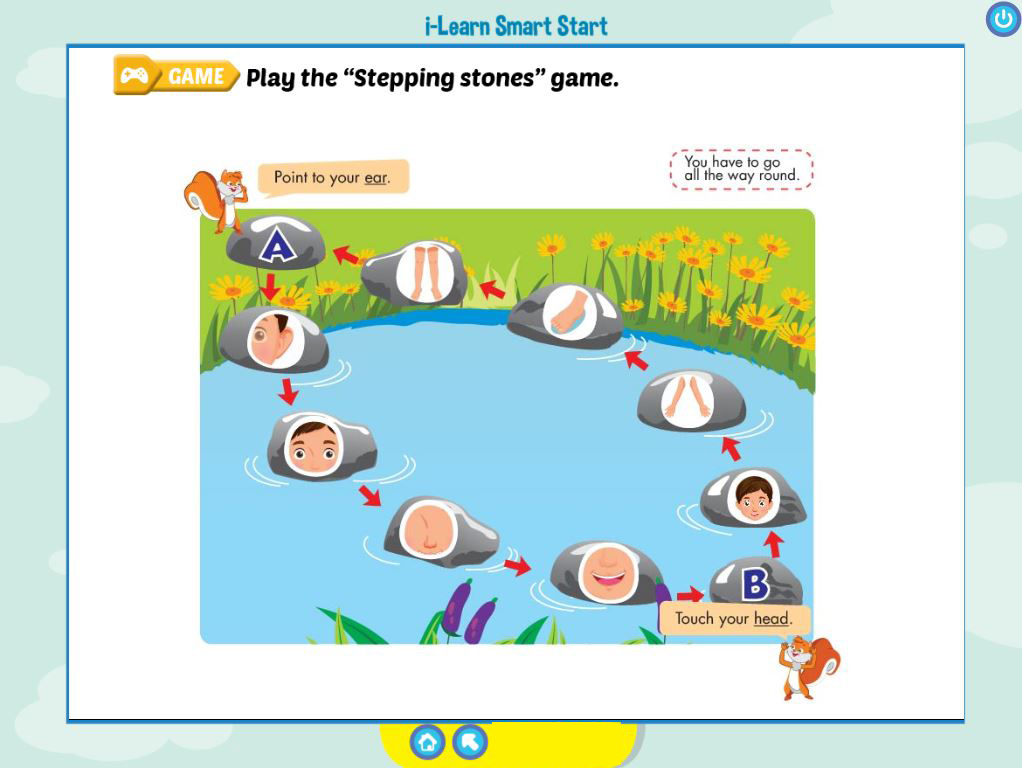 i-Learn Smart Start
GAME Play the “Stepping stones” game.
Point to your ear.
You have to go
all the way round.
A
B
Touch your head.